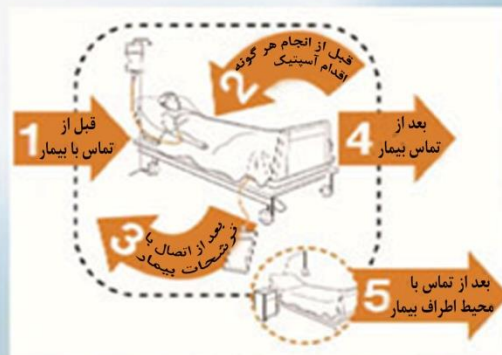 1
قبل از
تماس با بیمار
2
قبل از انجام هر گونه
اقدام آسپتیک
3
بعد از اتصال با
ترشحات بیمار
4
بعد از
تماس بیمار
5
بعد از تماس با
محیط اطراف بیمار